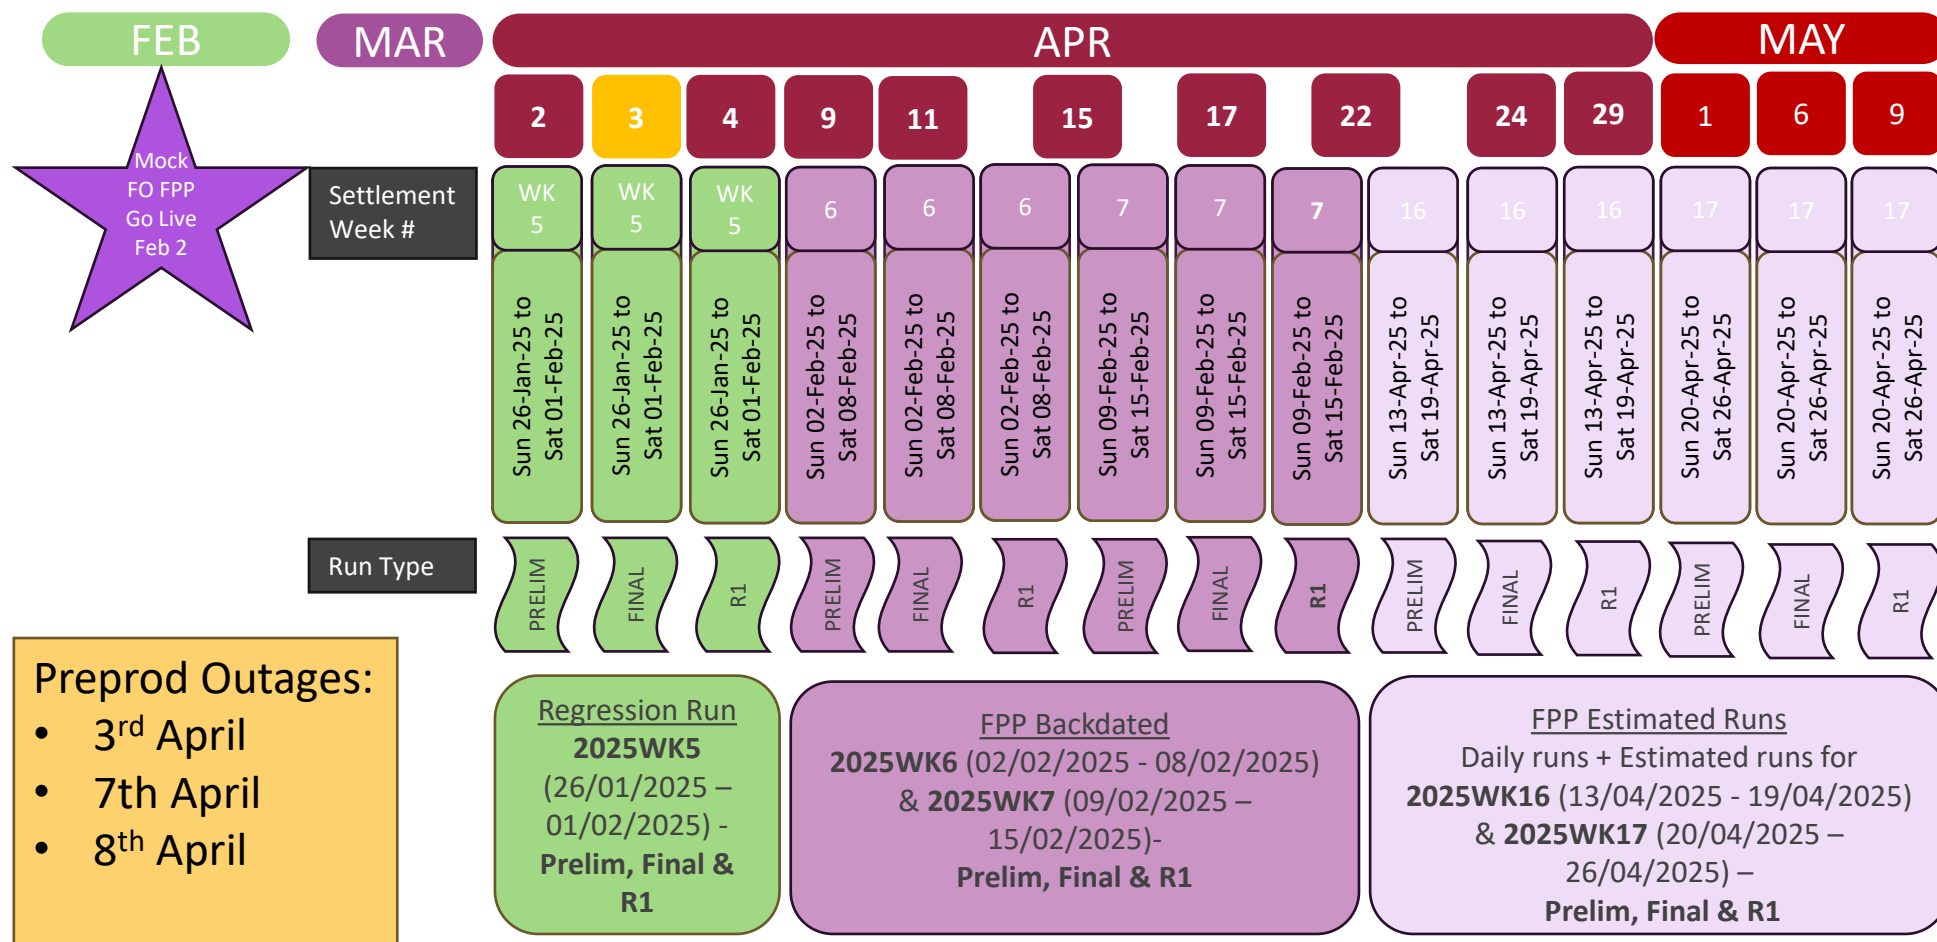 FEB
MAR
APR
MAY
2
3
4
9
11
15
17
22
24
29
1
6
9
Mock
FO FPP
Go Live
Feb 2
Settlement
Week #
WK
5
WK
5
WK
5
6
6
6
7
7
7
16
16
16
17
17
17
Sun 26-Jan-25 to
Sat 01-Feb-25
Sun 26-Jan-25 to
Sat 01-Feb-25
Sun 26-Jan-25 to
Sat 01-Feb-25
Sun 02-Feb-25 to
Sat 08-Feb-25
Sun 02-Feb-25 to
Sat 08-Feb-25
Sun 02-Feb-25 to
Sat 08-Feb-25
Sun 09-Feb-25 to
Sat 15-Feb-25
Sun 09-Feb-25 to
Sat 15-Feb-25
Sun 09-Feb-25 to
Sat 15-Feb-25
Sun 13-Apr-25 to
Sat 19-Apr-25
Sun 13-Apr-25 to
Sat 19-Apr-25
Sun 13-Apr-25 to
Sat 19-Apr-25
Sun 20-Apr-25 to
Sat 26-Apr-25
Sun 20-Apr-25 to
Sat 26-Apr-25
Sun 20-Apr-25 to
Sat 26-Apr-25
Run Type
PRELIM
FINAL
R1
PRELIM
FINAL
R1
PRELIM
FINAL
R1
PRELIM
FINAL
R1
PRELIM
FINAL
R1
Preprod Outages:
• 3rd April
• 7th April
• 8th April
Regression Run
2025WK5
(26/01/2025 –
01/02/2025) -
Prelim, Final &
R1
FPP Backdated
2025WK6 (02/02/2025 - 08/02/2025)
& 2025WK7 (09/02/2025 –
15/02/2025)-
Prelim, Final & R1
FPP Estimated Runs
Daily runs + Estimated runs for
2025WK16 (13/04/2025 - 19/04/2025)
& 2025WK17 (20/04/2025 –
26/04/2025) –
Prelim, Final & R1